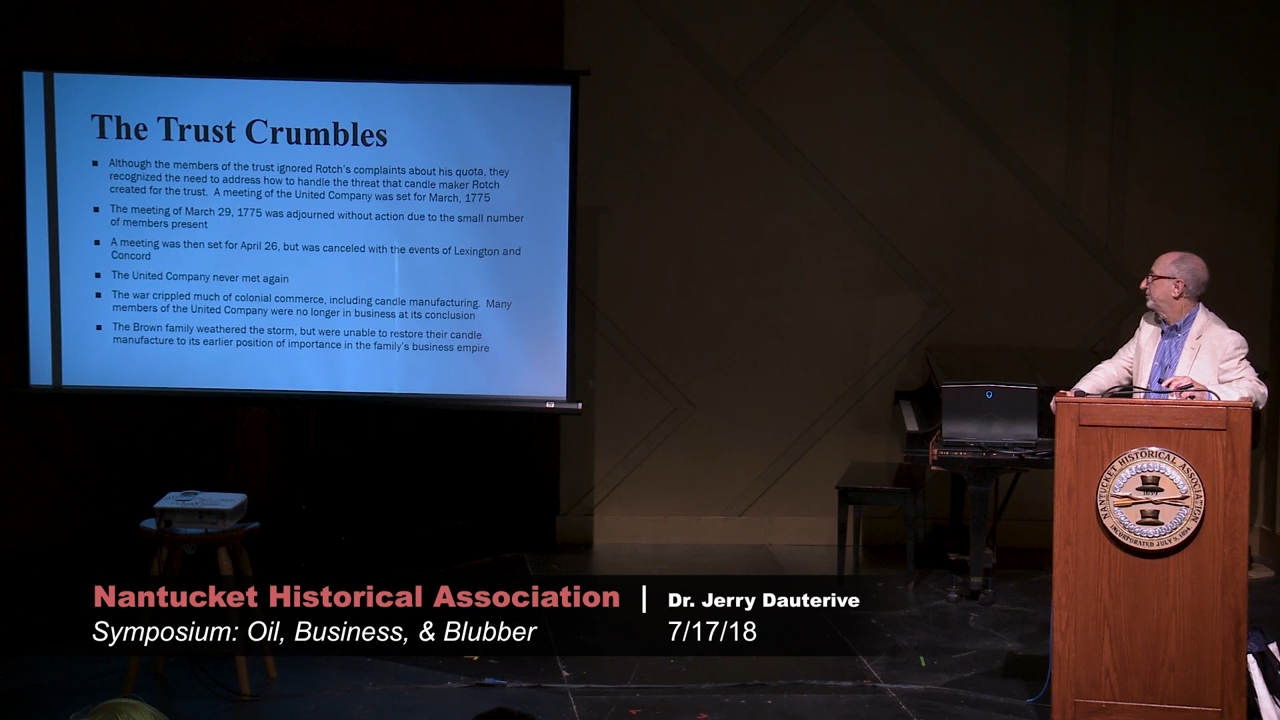 The Trust Crumbles
Although the members of the trust ignored Rotch's complaints about his quota, they
recognized the need to address how to handle the threat that candle maker Rotch
created for the trust. A meeting of the United Company was set for March, 1775
The meeting of March 29, 1775 was adjourned without action due to the small number
of members present
A meeting was then set for April 26, but was canceled with the events of Lexington and
Concord
The United Company never met again
The war crippled much of colonial commerce, including candle manufacturing. Many
members of the United Company were no longer in business at its conclusion
The Brown family weathered the storm, but were unable to restore their candle
manufacture to its earlier position of importance in the family's business empire
NANTUCKET HISTORICAL ASSOCIATION
INCORPORATED JULY 9, 1894
Nantucket Historical Association | Dr. Jerry Dauterive
Symposium: Oil, Business, & Blubber 7/17/18